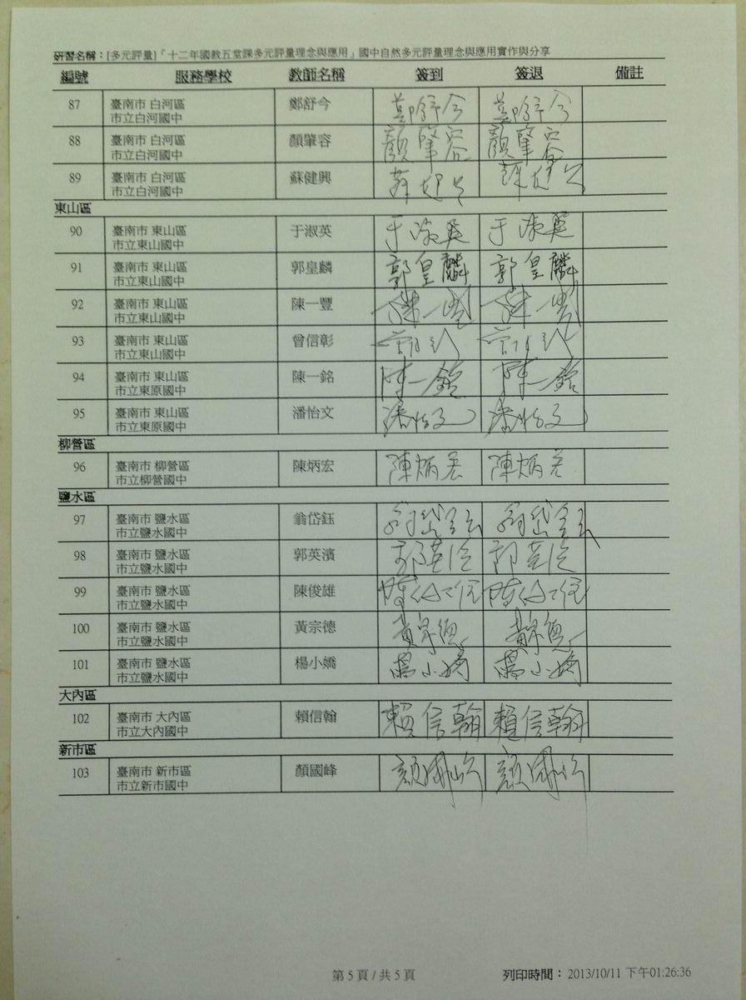 研習名稱：[多元評量]「十二年國教五堂課多元評量理念與應用」國中自然多元評量理念與應用實作與分享
編號 服務學校 教師名稱 簽到 簽退 備註
87 臺南市 白河區 鄭舒今 鄭舒今 鄭舒今
市立白河國中
88 臺南市 白河區 顏肇容 顏肇容 顏肇容
市立白河國中
89 臺南市 白河區 蘇健興 蘇健興 蘇健興
市立白河國中
東山區
90 臺南市 東山區 于淑英 于淑英 于淑英
市立東山國中
91 臺南市 東山區 郭皇麟 郭皇麟 郭皇麟
市立東山國中
92 臺南市 東山區 陳一豐 陳一豐 陳一豐
市立東山國中
93 臺南市 東山區 曾信彰
市立東山國中
94 臺南市 東山區 陳一銘 陳一銘 陳一銘
市立東原國中
95 臺南市 東山區 潘怡文 潘怡文 潘怡文
市立東原國中
柳營區
96 臺南市 柳營區 陳炳宏 陳炳宏 陳炳宏
市立柳營國中
鹽水區
97 臺南市 鹽水區 翁岱鈺 翁岱鈺 翁岱鈺
市立鹽水國中
98 臺南市 鹽水區 郭英濱 郭英濱 郭英濱
市立鹽水國中
99 臺南市 鹽水區 陳俊雄 陳俊雄 陳俊雄
市立鹽水國中
100 臺南市 鹽水區 黃宗德 黃宗德 黃宗德
市立鹽水國中
101 臺南市 鹽水區 楊小嬌 楊小嬌 楊小嬌
市立鹽水國中
大內區
102 臺南市 大內區 賴信翰 賴信翰 賴信翰
市立大內國中
新市區
103 臺南市 新市區 顏國峰 顏國峰 顏國峰
市立新市國中
第 5 頁 / 共 5 頁 列印時間： 2013/10/11 下午01:26:36